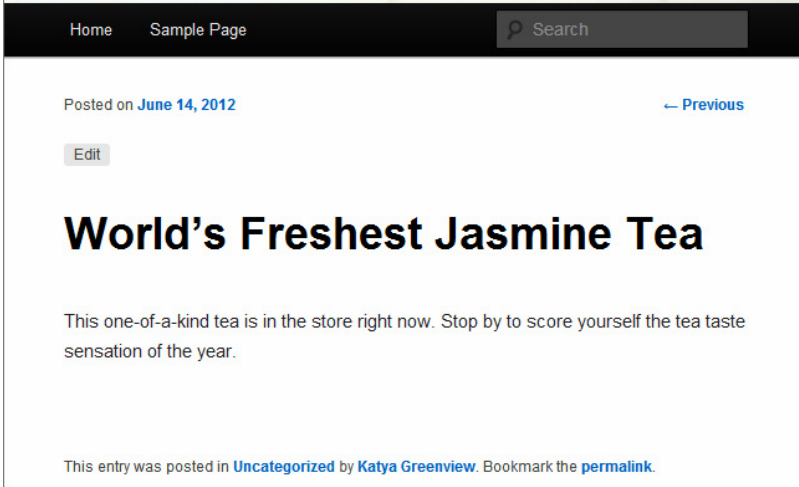 Home Sample Page Search
Posted on June 14, 2012 ← Previous
Edit
World’s Freshest Jasmine Tea
This one-of-a-kind tea is in the store right now. Stop by to score yourself the tea taste
sensation of the year.
This entry was posted in Uncategorized by Katya Greenview. Bookmark the permalink.